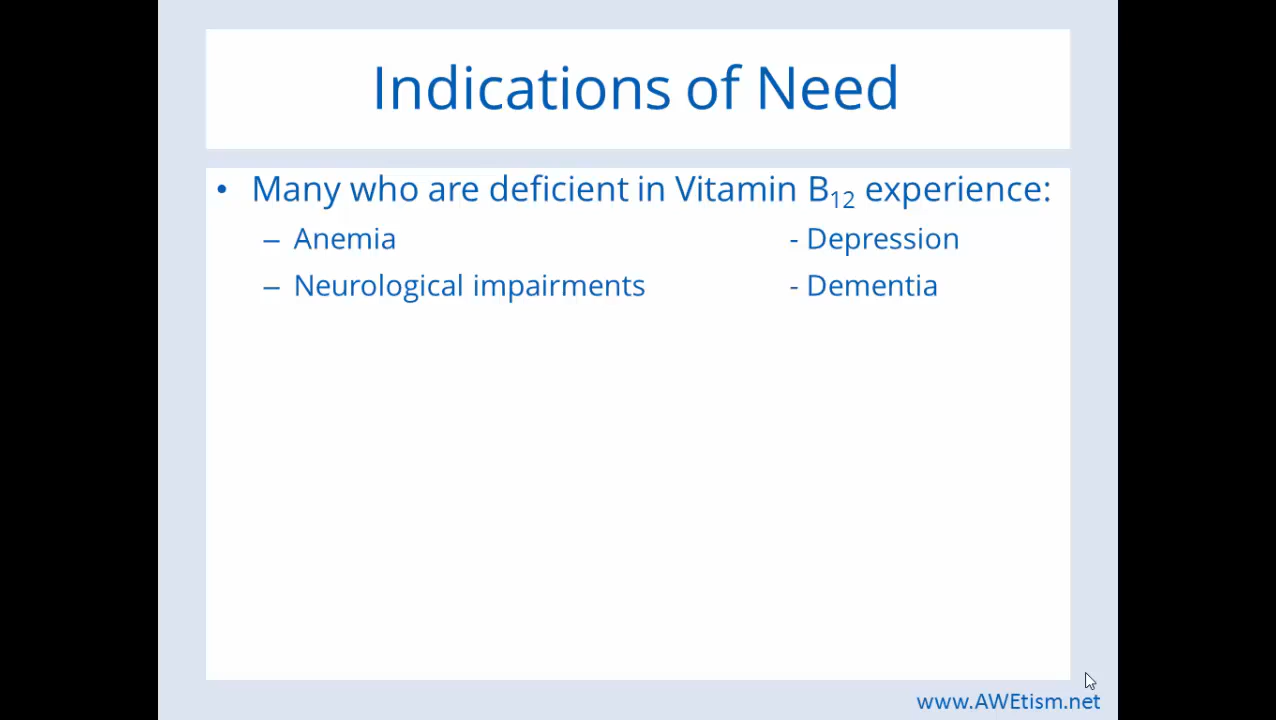 Indications of Need
• Many who are deficient in Vitamin B12 experience:
– Anemia - Depression
– Neurological impairments - Dementia
www.AWEtism.net